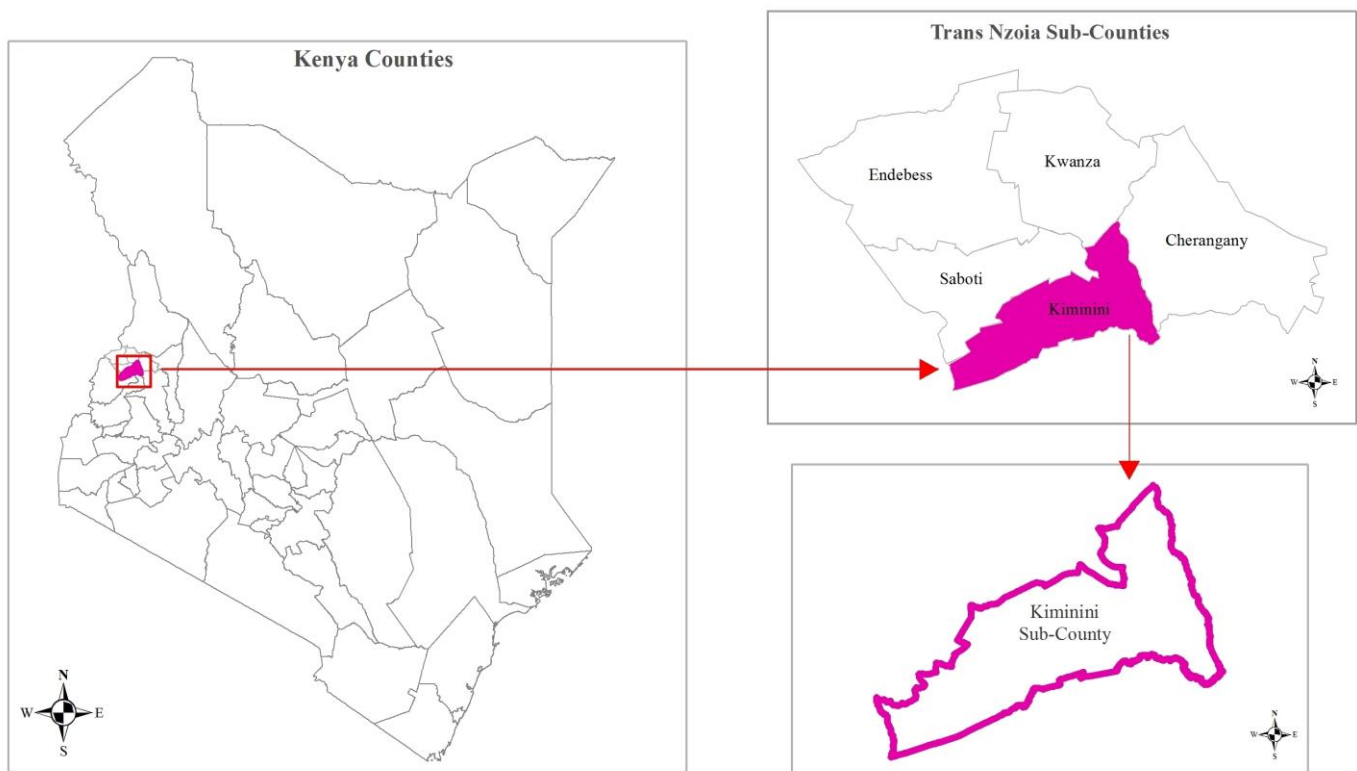 Kenya Counties
N
W E
S
Trans Nzoia Sub-Counties
Endebess
Kwanza
Cherangany
Saboti
Kiminini
N
W E
S
Kiminini
Sub-County
N
W E
S